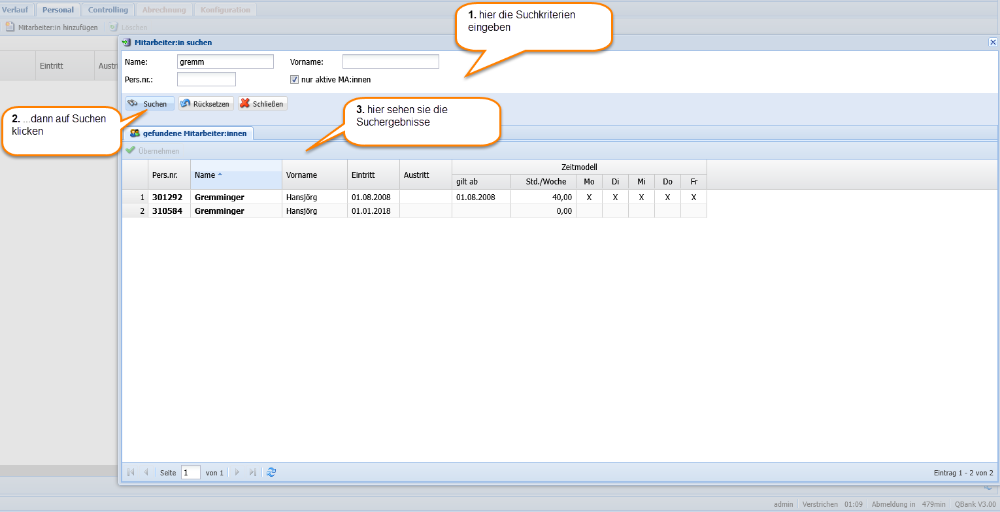 Verlauf Personal Controlling Abrechnung Konfiguration
Mitarbeiter:in hinzufügen Löschen
1. hier die Suchkriterien
eingeben
Mitarbeiter:in suchen
Eintritt Austri
Name: gremm Vorname:
Pers.nr.: nur aktive MA:innen
Suchen Rücksetzen Schließen
2. ...dann auf Suchen
klicken
3. hier sehen sie die
Suchergebnisse
gefundene Mitarbeiter:innen
Übernehmen
Zeitmodell
Pers.nr. Name Vorname Eintritt Austritt gilt ab Std./Woche Mo Di Mi Do Fr
1 301292 Gremminger Hansjörg 01.08.2008 01.08.2008 40,00 X X X X X
2 310584 Gremminger Hansjörg 01.01.2018 0,00
Seite 1 von 1 Eintrag 1 - 2 von 2
admin Verstrichen 01:09 Abmeldung in 479min QBank V3.00